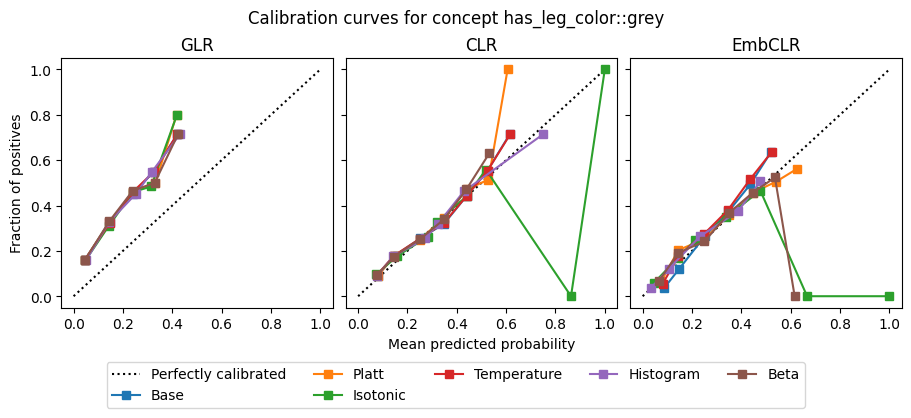 Calibration curves for concept has_leg_color::grey
GLR
CLR
EmbCLR
Fraction of positives
1.0
0.8
0.6
0.4
0.2
0.0
0.0 0.2 0.4 0.6 0.8 1.0
0.0 0.2 0.4 0.6 0.8 1.0
0.0 0.2 0.4 0.6 0.8 1.0
Mean predicted probability
Perfectly calibrated Platt Temperature Histogram Beta
Base Isotonic